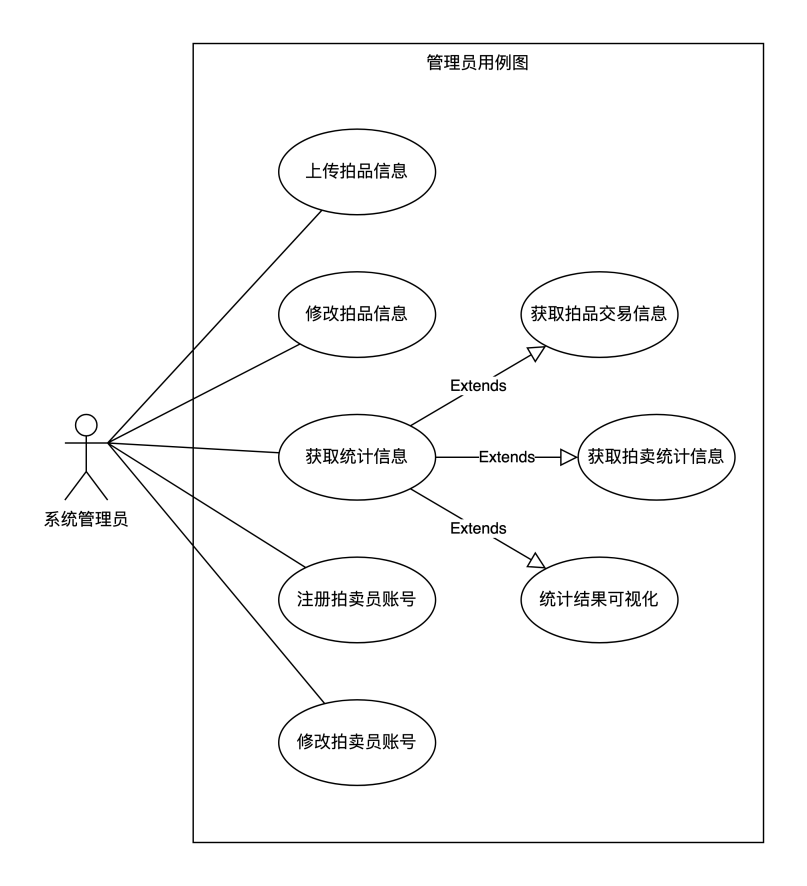 管理员用例图
上传拍品信息
修改拍品信息
获取拍品交易信息
Extends
获取统计信息
Extends
获取拍卖统计信息
系统管理员
Extends
注册拍卖员账号
统计结果可视化
修改拍卖员账号